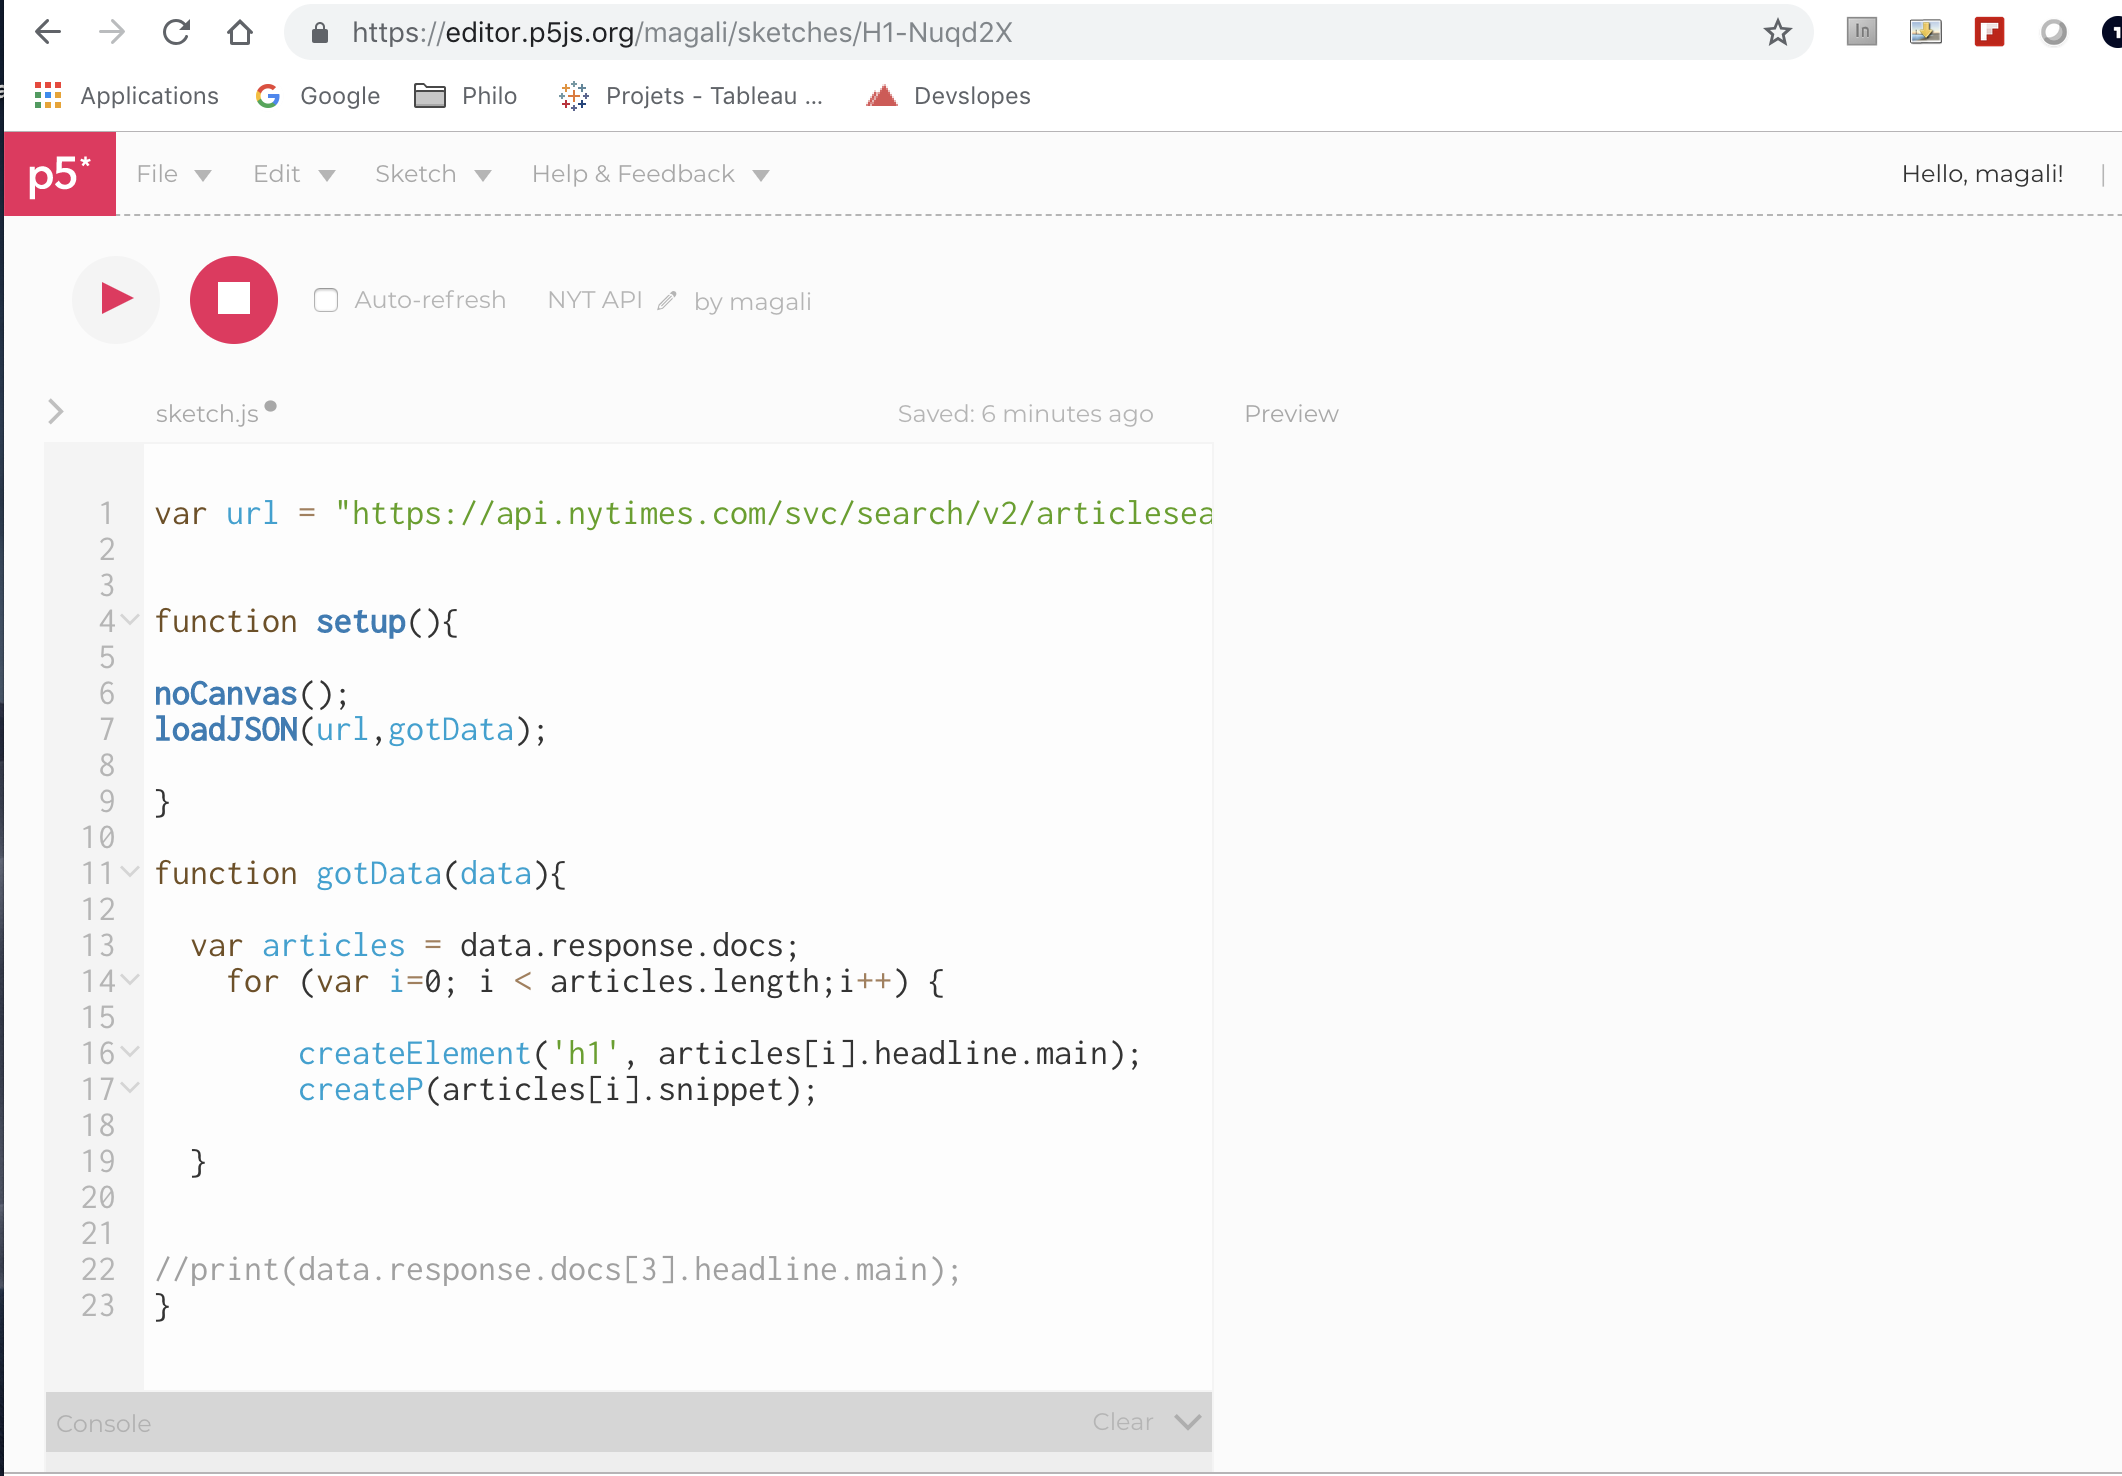 https://editor.p5js.org/magali/sketches/H1-Nuqd2X
In
Applications Google Philo Projets - Tableau ... Devslopes
p5* File Edit Sketch Help & Feedback Hello, magali! |
Auto-refresh NYT API by magali
sketch.js Saved: 6 minutes ago Preview
1 var url = "https://api.nytimes.com/svc/search/v2/articlesea
2
3
4 function setup(){
5
6 noCanvas();
7 loadJSON(url,gotData);
8
9 }
10
11 function gotData(data){
12
13 var articles = data.response.docs;
14 for (var i=0; i < articles.length;i++) {
15
16 createElement('h1', articles[i].headline.main);
17 createP(articles[i].snippet);
18
19 }
20
21
22 //print(data.response.docs[3].headline.main);
23 }
Console Clear